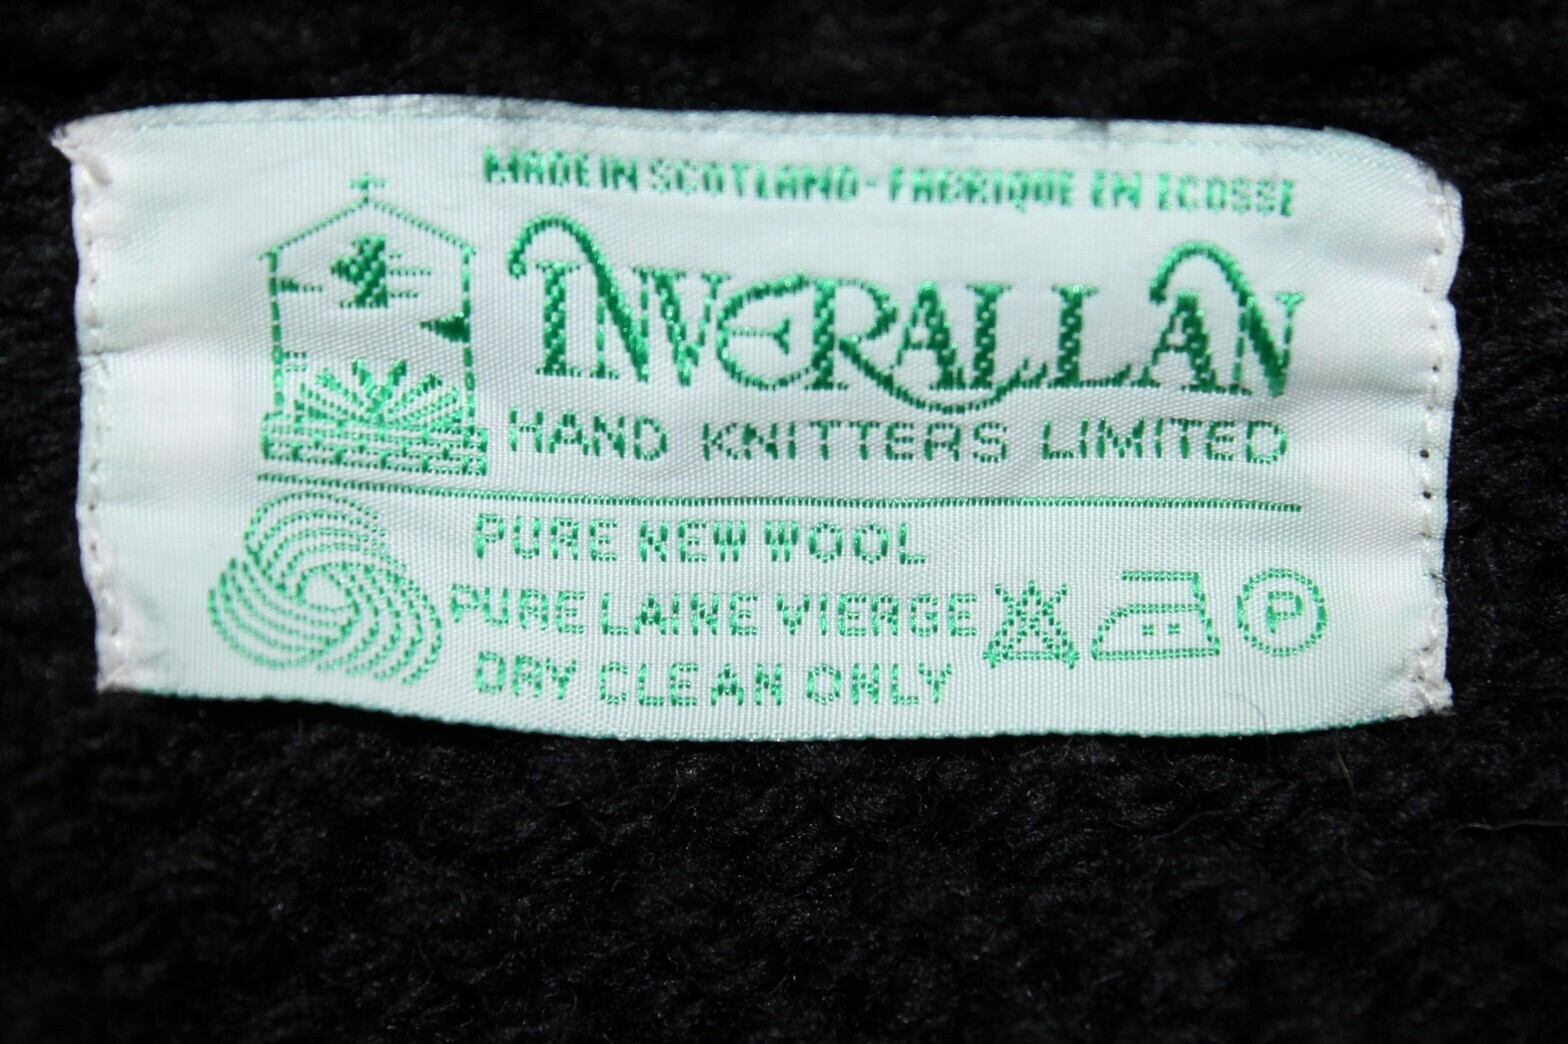 MADE IN SCOTLAND - FABRIQUE EN ECOSSE
INVERALLAN
HAND KNITTERS LIMITED
PURE NEW WOOL
PURE LAINE VIERGE
DRY CLEAN ONLY
P